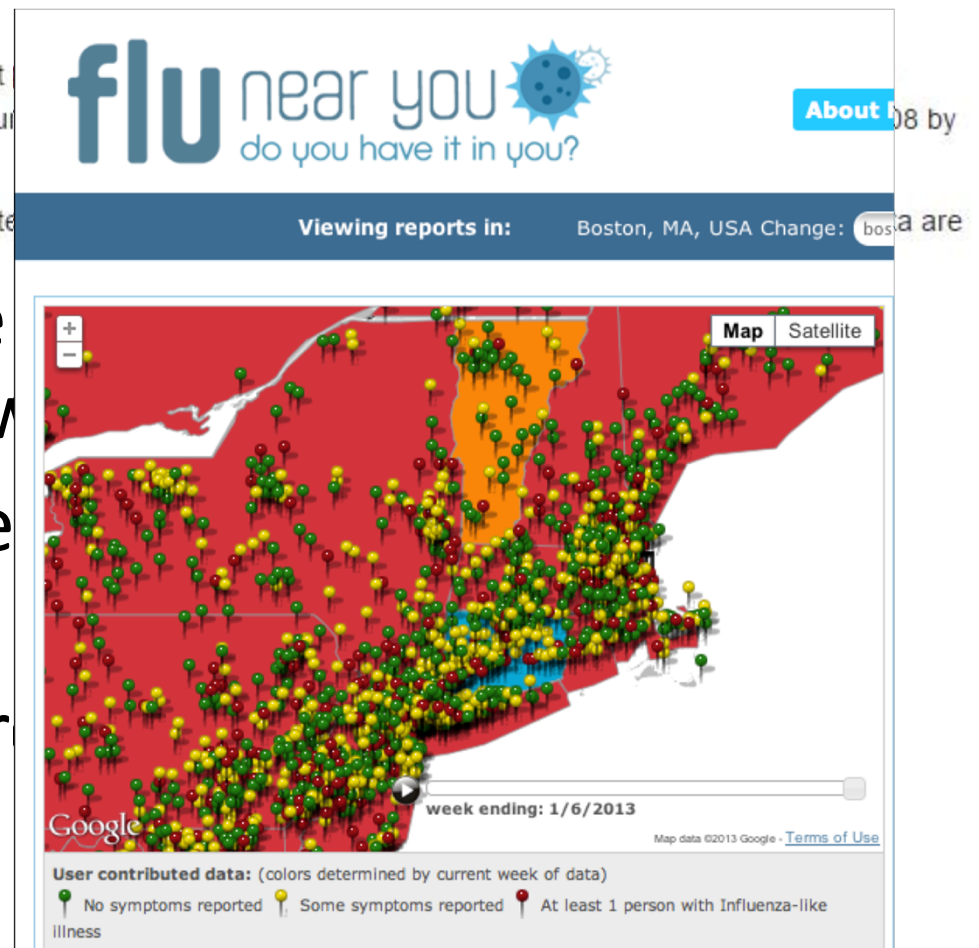 flu near you
do you have it in you?
About
08 by
Viewing reports in: Boston, MA, USA Change: bos
a are
+
−
Map Satellite
week ending: 1/6/2013
Google
Map data ©2013 Google - Terms of Use
User contributed data: (colors determined by current week of data)
No symptoms reported Some symptoms reported At least 1 person with Influenza-like
illness